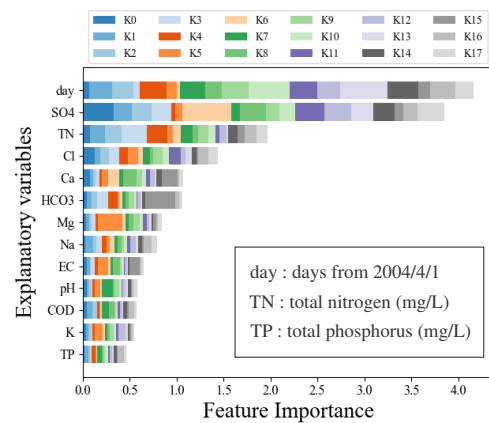 K0 K3 K6 K9 K12 K15
K1 K4 K7 K10 K13 K16
K2 K5 K8 K11 K14 K17
Explanatory variables
day
SO4
TN
Cl
Ca
HCO3
Mg
Na
EC
pH
COD
K
TP
day : days from 2004/4/1
TN : total nitrogen (mg/L)
TP : total phosphorus (mg/L)
0.0 0.5 1.0 1.5 2.0 2.5 3.0 3.5 4.0
Feature Importance